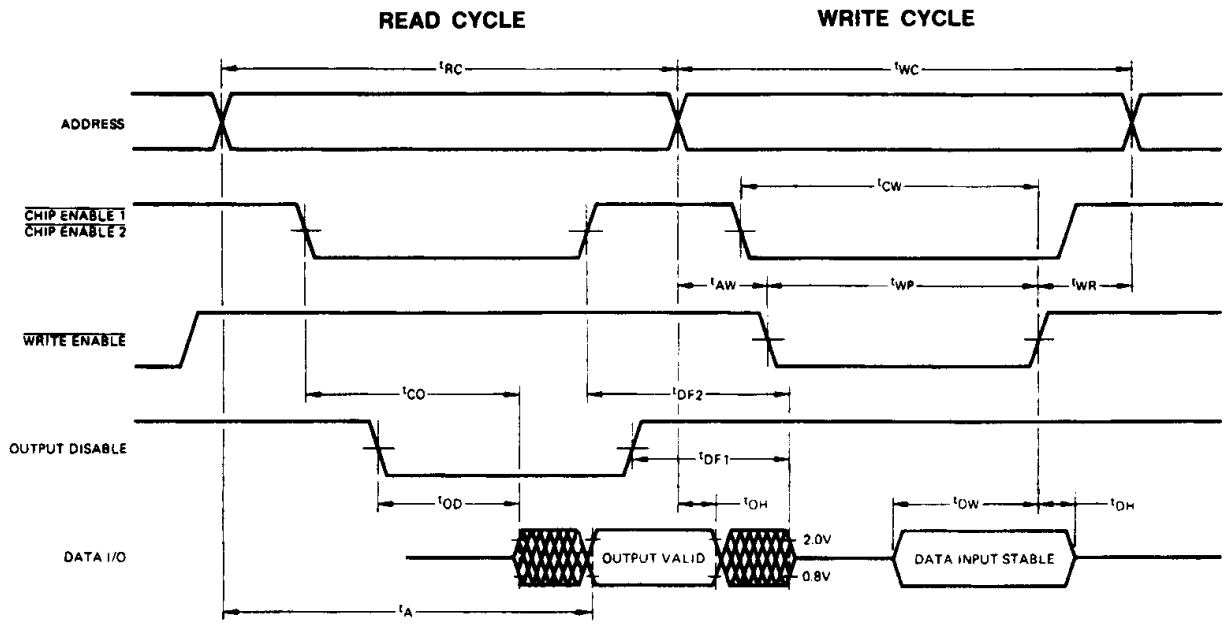 READ CYCLE
WRITE CYCLE
tRC
tWC
ADDRESS
tCW
CHIP ENABLE 1
CHIP ENABLE 2
tAW
tWP
tWR
WRITE ENABLE
tCO
tDF2
OUTPUT DISABLE
tDF1
tOD
tOH
tDW
tDH
2.0V
DATA I/O
OUTPUT VALID
DATA INPUT STABLE
0.8V
tA